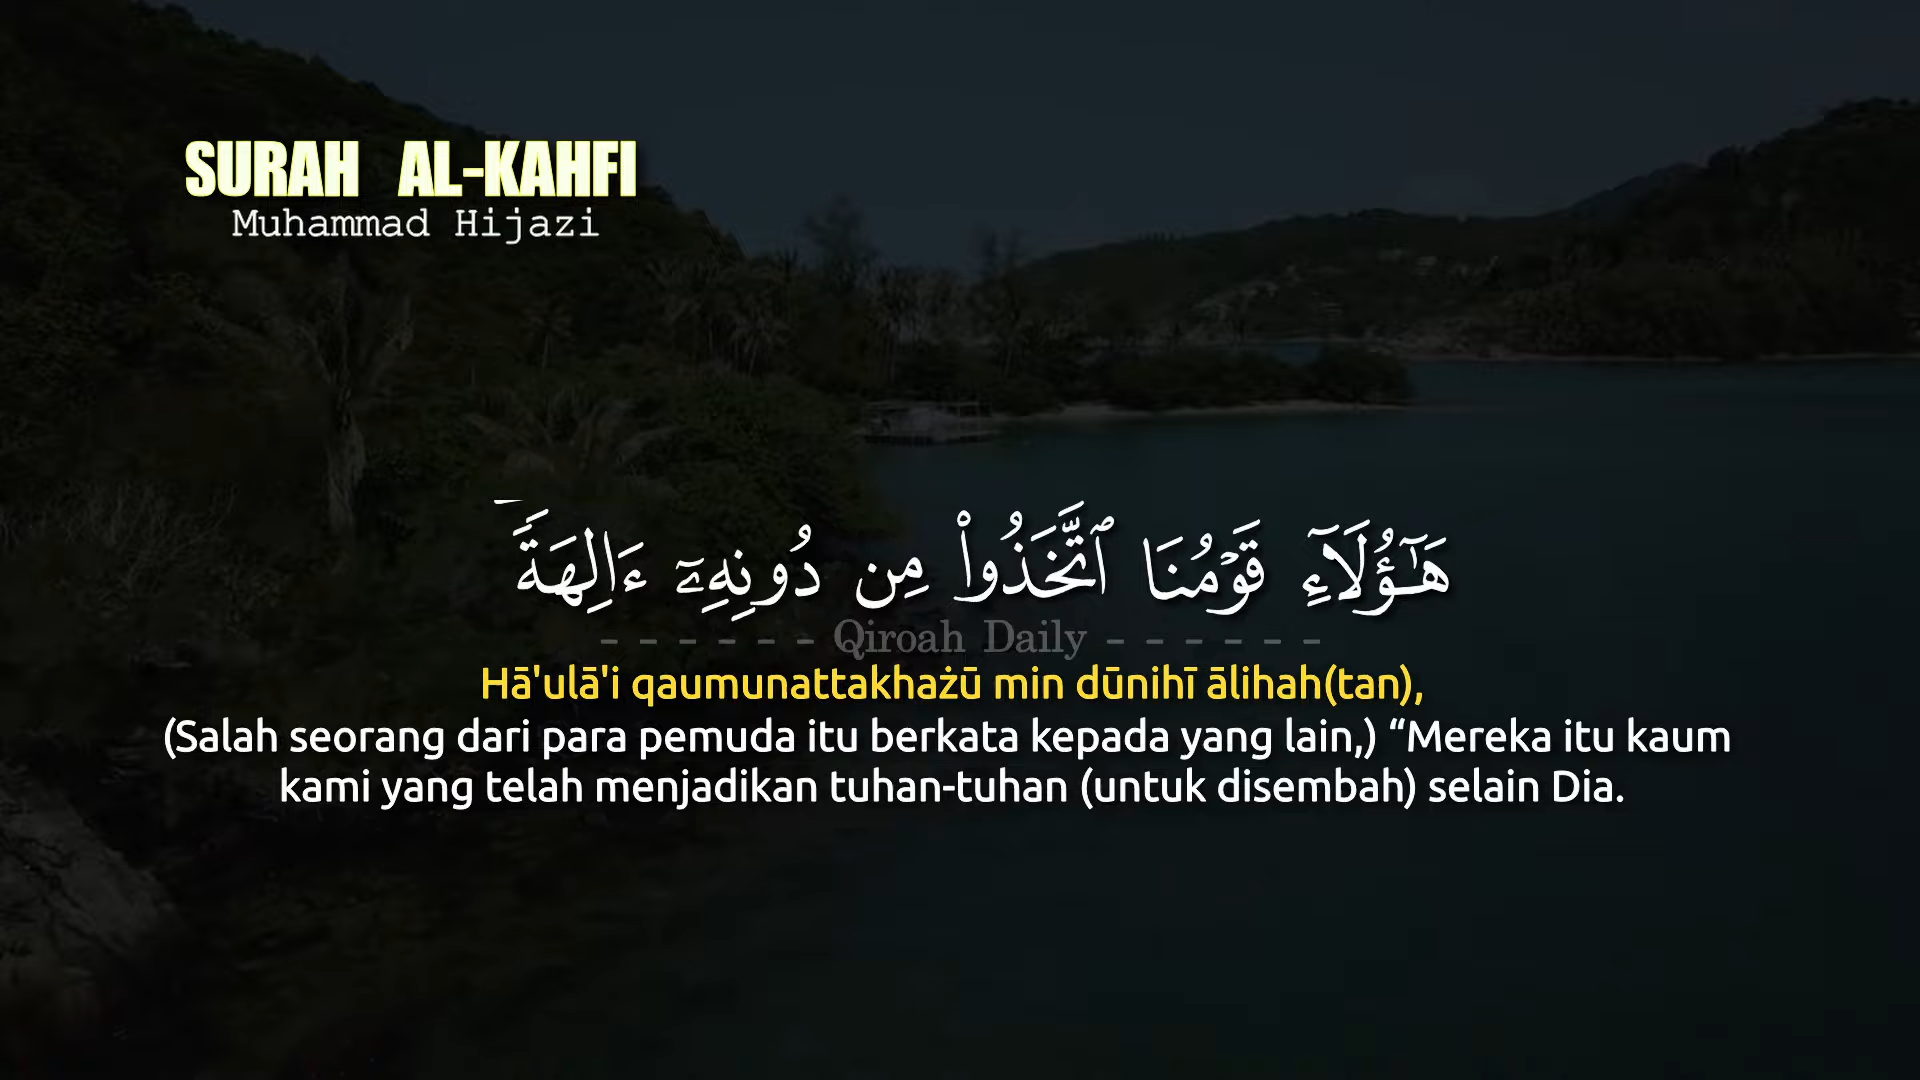 SURAH AL-KAHFI
Muhammad Hijazi
هَـٰٓؤُلَآءِ قَوْمُنَا ٱتَّخَذُوا۟ مِن دُونِهِۦٓ ءَالِهَةًۭ ۖ
- - - - - - Qiroah Daily - - - - - -
Hā'ulā'i qaumunattakhażū min dūnihī ālihah(tan),
(Salah seorang dari para pemuda itu berkata kepada yang lain,) “Mereka itu kaum
kami yang telah menjadikan tuhan-tuhan (untuk disembah) selain Dia.